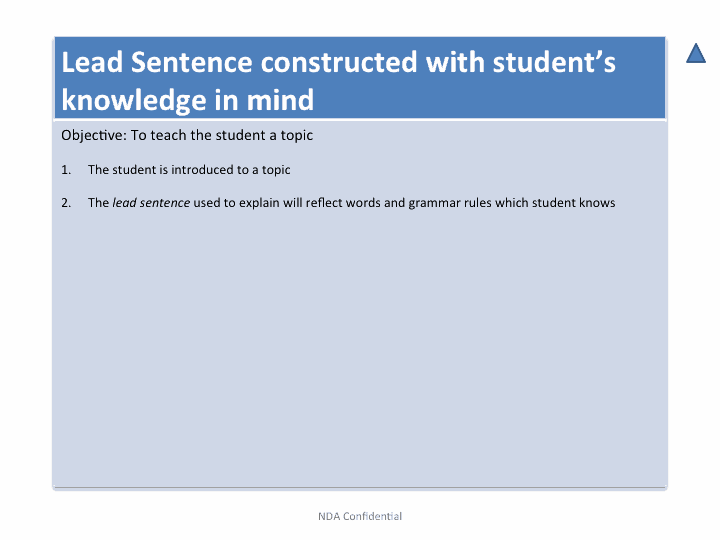 Lead Sentence constructed with student’s
knowledge in mind
Objective: To teach the student a topic
1. The student is introduced to a topic
2. The lead sentence used to explain will reflect words and grammar rules which student knows
NDA Confidential